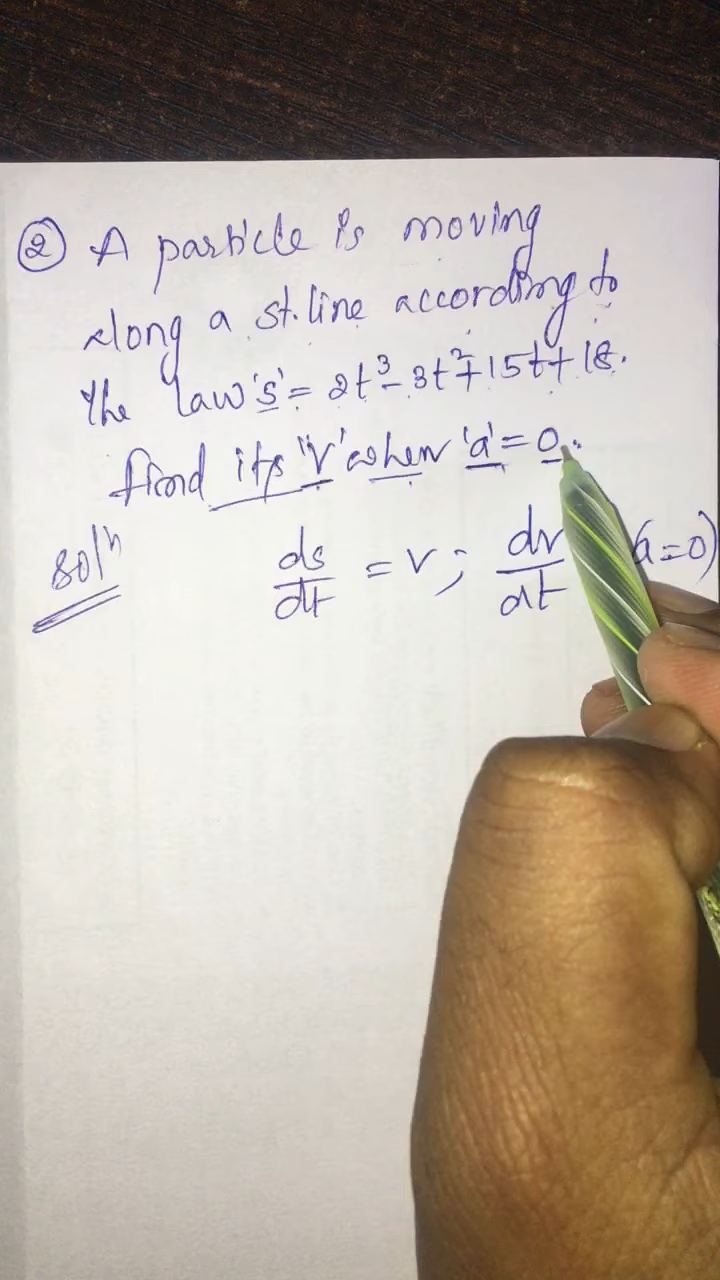 ② A particle is moving
along a st.line according to
the law 's' = 2t³ - 3t² + 15t + 18.
find its 'v' when 'a' = 0.
Solⁿ ds/dt = v; dv/dt (a=0)